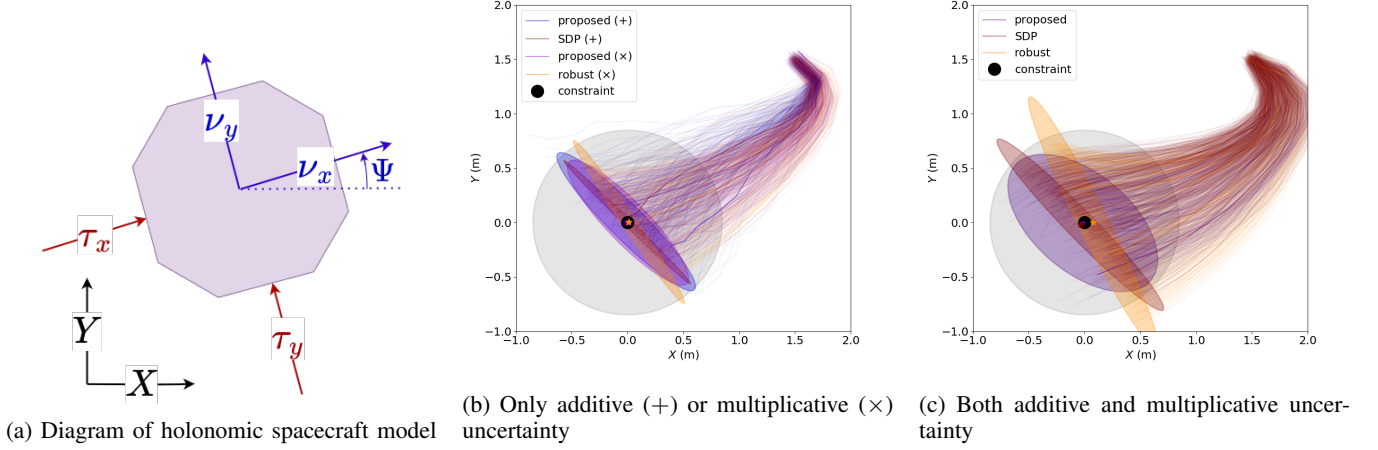 ν_y
ν_x
Ψ
τ_x
τ_y
Y
X
(a) Diagram of holonomic spacecraft model
2.0
1.5
1.0
0.5
0.0
−0.5
−1.0
Y (m)
−1.0
−0.5
0.0
0.5
1.0
1.5
2.0
X (m)
proposed (+)
SDP (+)
proposed (×)
robust (×)
constraint
(b) Only additive (+) or multiplicative (×)
uncertainty
2.0
1.5
1.0
0.5
0.0
−0.5
−1.0
Y (m)
−1.0
−0.5
0.0
0.5
1.0
1.5
2.0
X (m)
proposed
SDP
robust
constraint
(c) Both additive and multiplicative uncer-
tainty